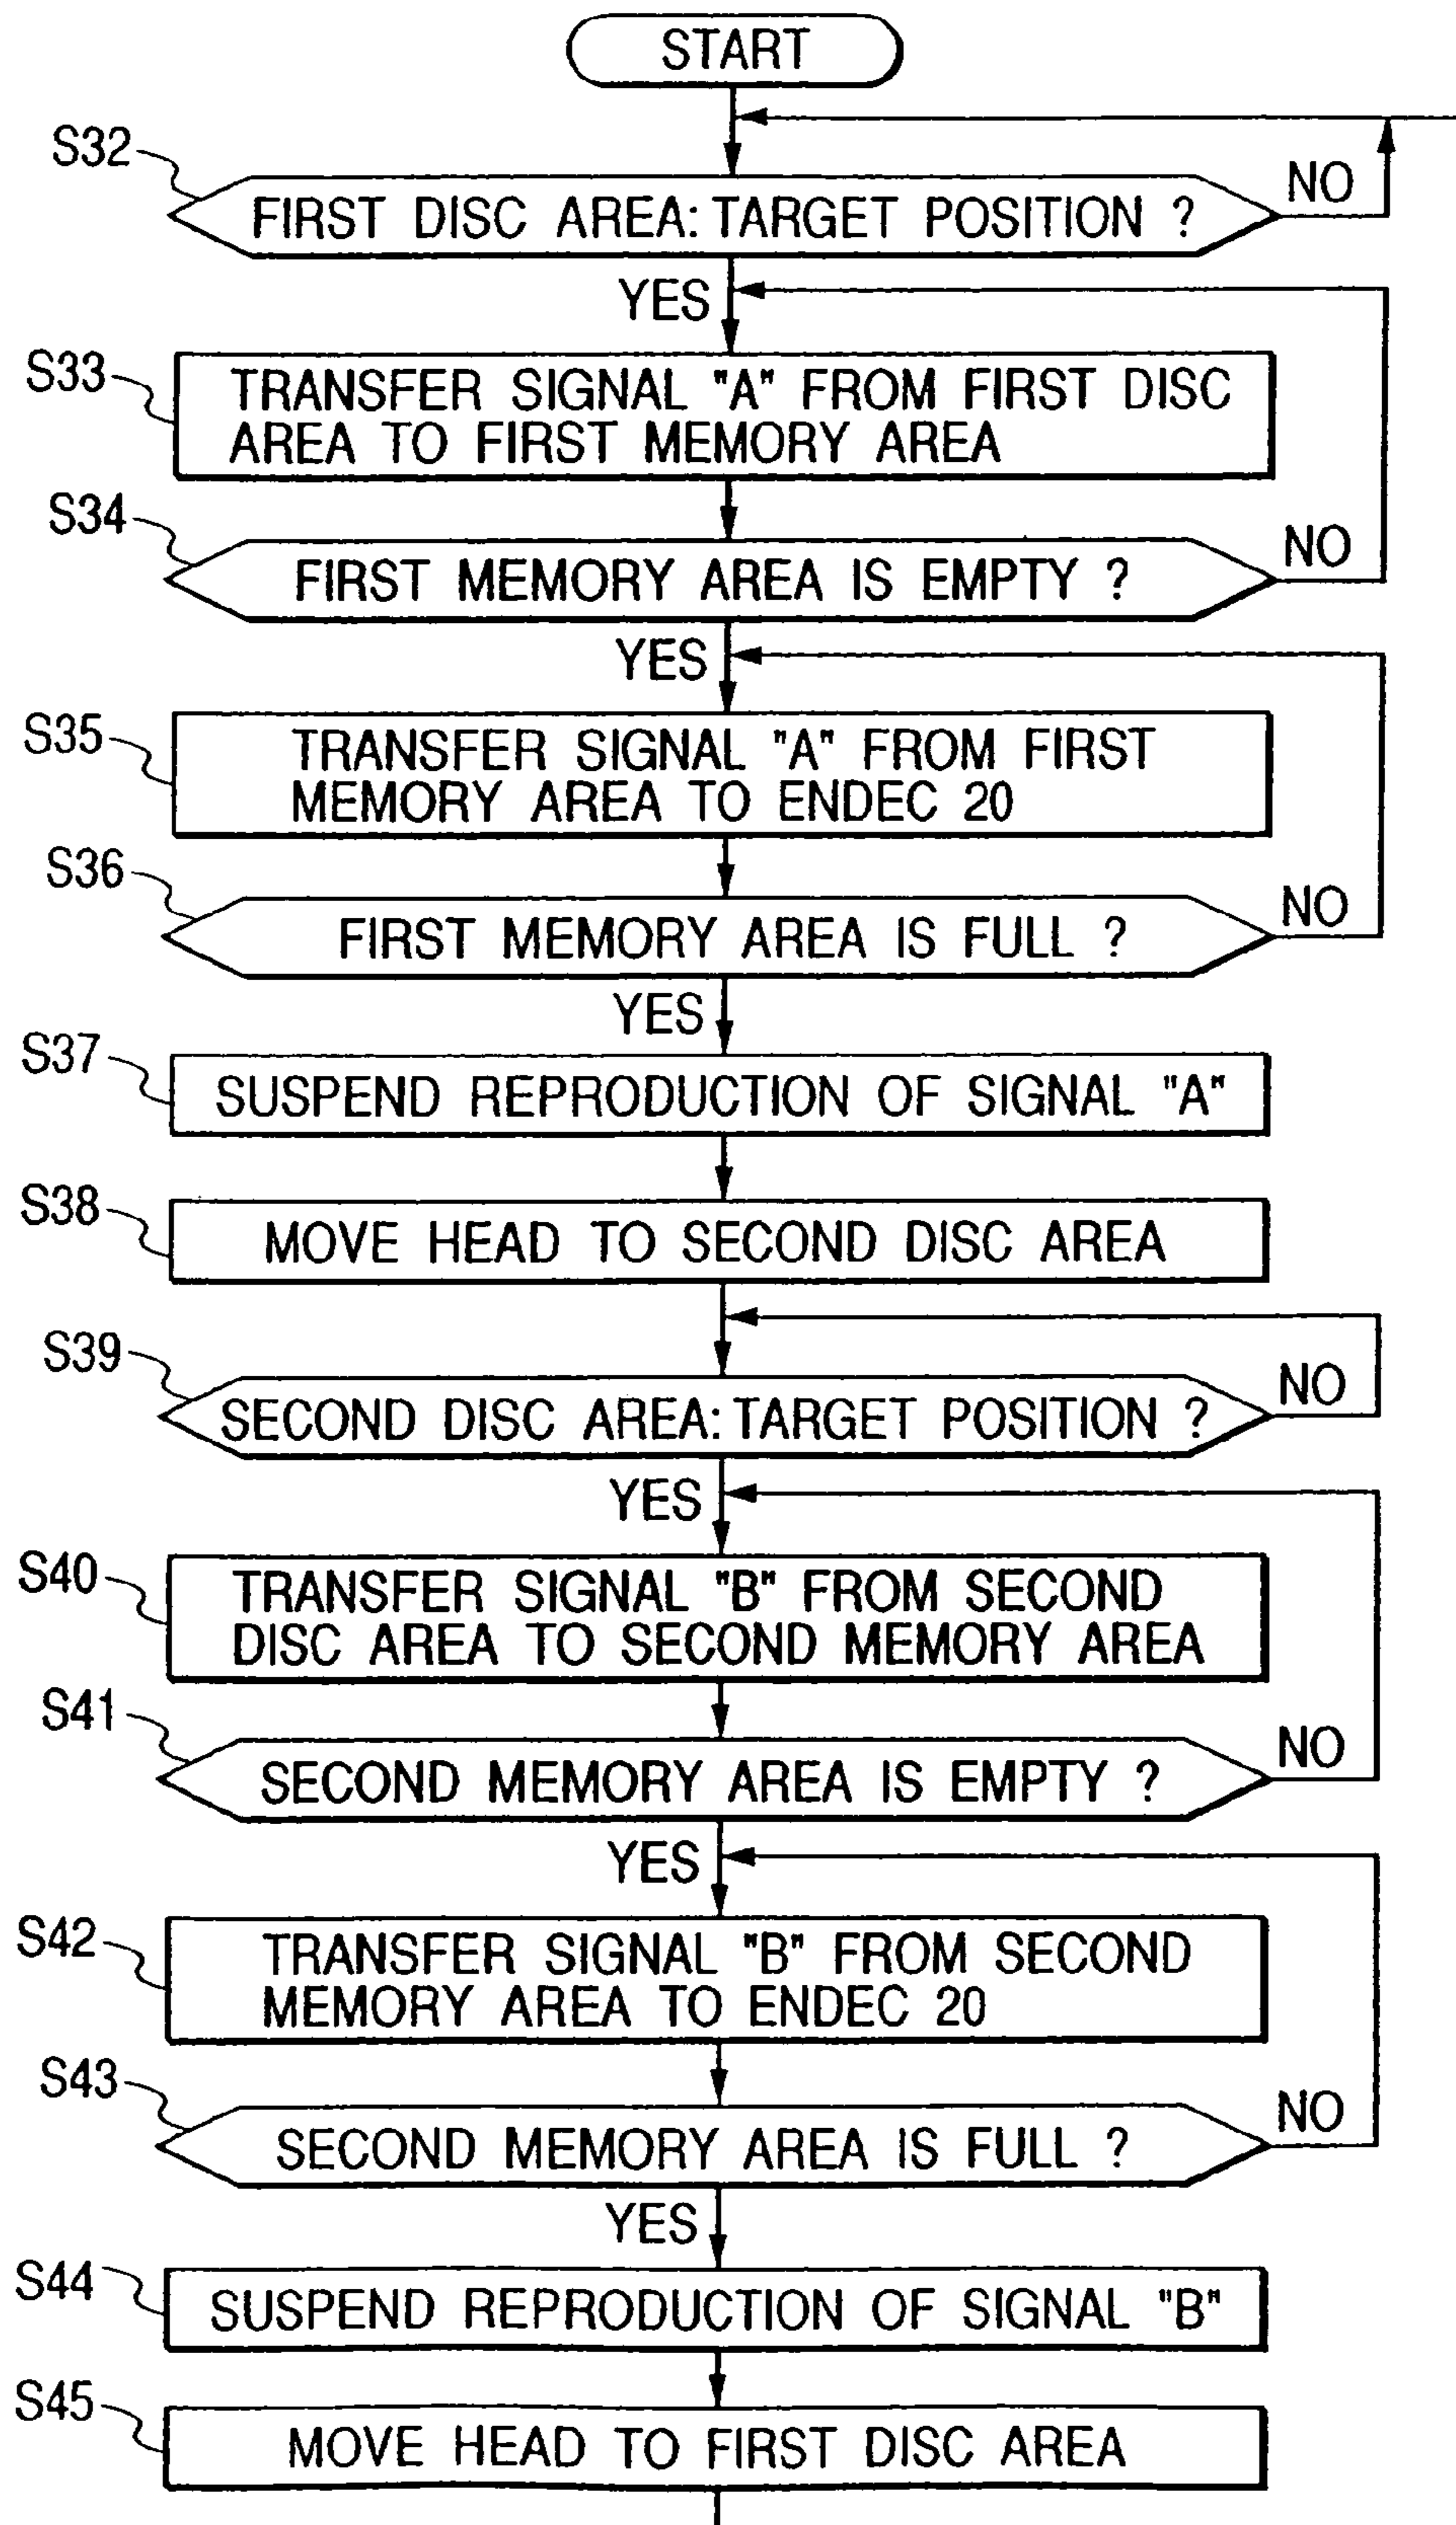 START
S32
FIRST DISC AREA: TARGET POSITION ?
NO
YES
S33
TRANSFER SIGNAL "A" FROM FIRST DISC
AREA TO FIRST MEMORY AREA
S34
FIRST MEMORY AREA IS EMPTY ?
NO
YES
S35
TRANSFER SIGNAL "A" FROM FIRST
MEMORY AREA TO ENDEC 20
S36
FIRST MEMORY AREA IS FULL ?
NO
YES
S37
SUSPEND REPRODUCTION OF SIGNAL "A"
S38
MOVE HEAD TO SECOND DISC AREA
S39
SECOND DISC AREA: TARGET POSITION ?
NO
YES
S40
TRANSFER SIGNAL "B" FROM SECOND
DISC AREA TO SECOND MEMORY AREA
S41
SECOND MEMORY AREA IS EMPTY ?
NO
YES
S42
TRANSFER SIGNAL "B" FROM SECOND
MEMORY AREA TO ENDEC 20
S43
SECOND MEMORY AREA IS FULL ?
NO
YES
S44
SUSPEND REPRODUCTION OF SIGNAL "B"
S45
MOVE HEAD TO FIRST DISC AREA